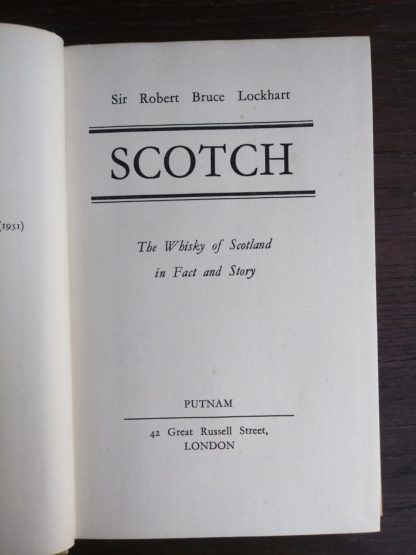 (1951)
Sir Robert Bruce Lockhart
SCOTCH
The Whisky of Scotland
in Fact and Story
PUTNAM
42 Great Russell Street,
LONDON